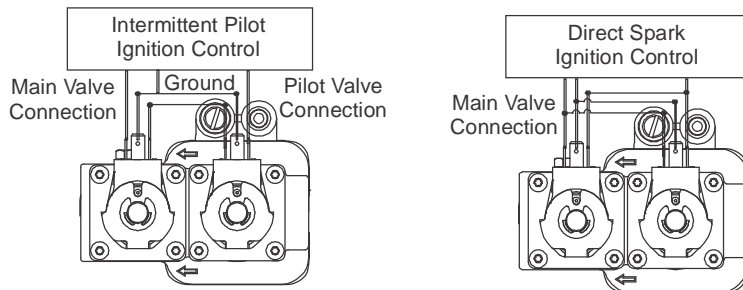 Intermittent Pilot
Ignition Control
Main Valve
Connection
Ground
Pilot Valve
Connection
Direct Spark
Ignition Control
Main Valve
Connection